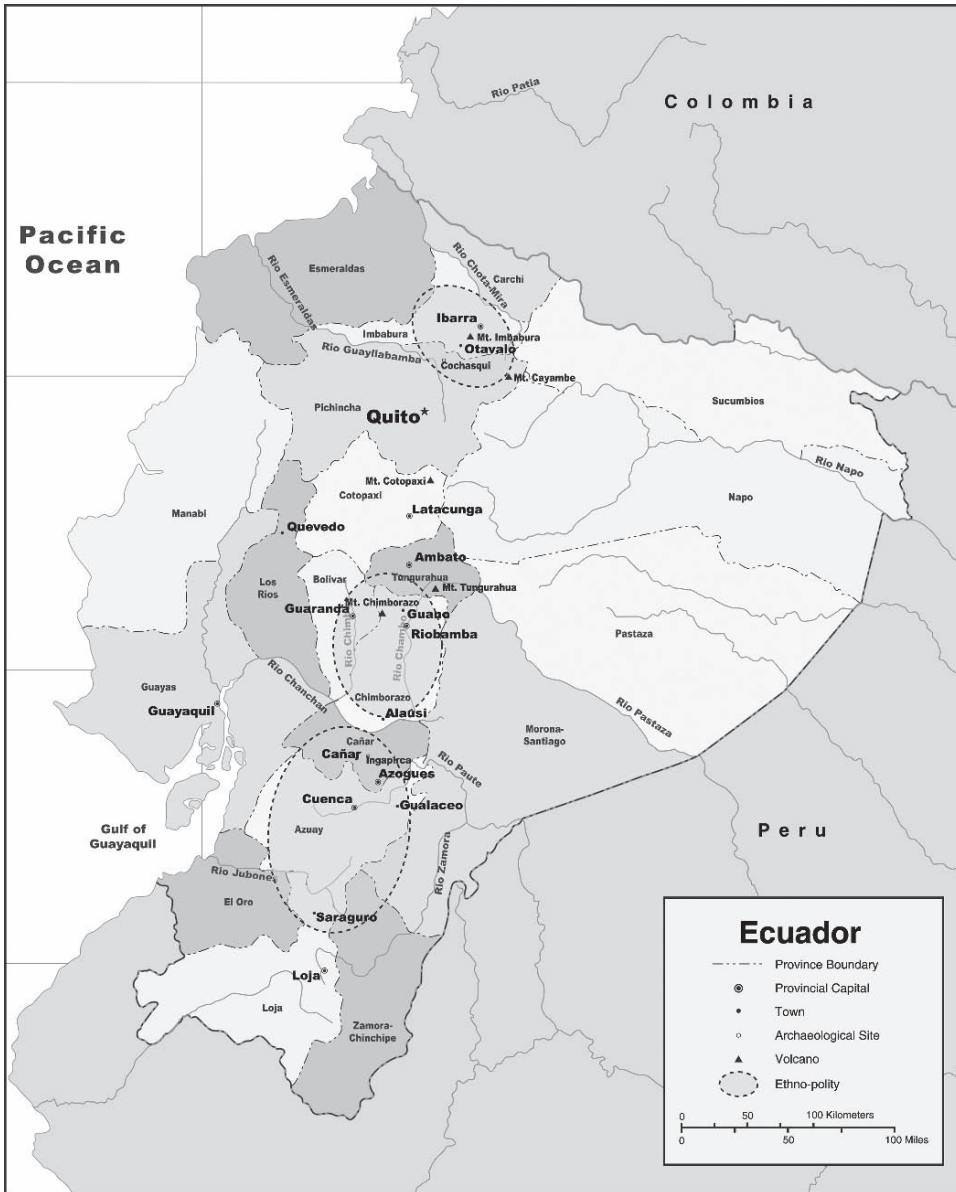 Rio Patia
Colombia
Pacific
Ocean
Esmeraldas
Rio Esmeraldas
Rio Chota-Mira
Carchi
Ibarra
Imbabura
Mt. Imbabura
Otavalo
Rio Guayllabamba
Cochasqui
Mt. Cayambe
Pichincha
Quito
Sucumbios
Rio Napo
Mt. Cotopaxi
Cotopaxi
Napo
Manabi
Latacunga
Quevedo
Ambato
Los
Rios
Bolivar
Tungurahua
Mt. Tungurahua
Mt. Chimborazo
Guaranda
Guano
Riobamba
Rio Chimb
Rio Chambo
Pastaza
Guayas
Rio Chanchan
Chimborazo
Rio Pastaza
Guayaquil
Alausi
Morona-
Santiago
Cañar
Cañar
Ingapirca
Azogues
Rio Paute
Cuenca
Gualaceo
Gulf of
Guayaquil
Azuay
Peru
Rio Zamora
Rio Jubones
El Oro
Saraguro
Loja
Loja
Zamora-
Chinchipe
Ecuador
Province Boundary
Provincial Capital
Town
Archaeological Site
Volcano
Ethno-polity
0 50 100 Kilometers
0 50 100 Miles